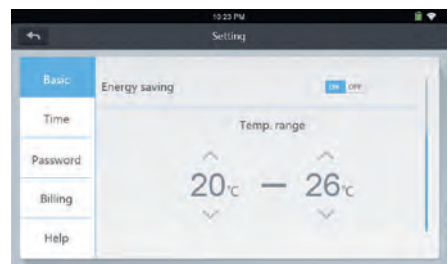 10:23 PM
Setting
Basic
Energy saving
ON OFF
Time
Temp. range
Password
20℃ — 26℃
Billing
Help